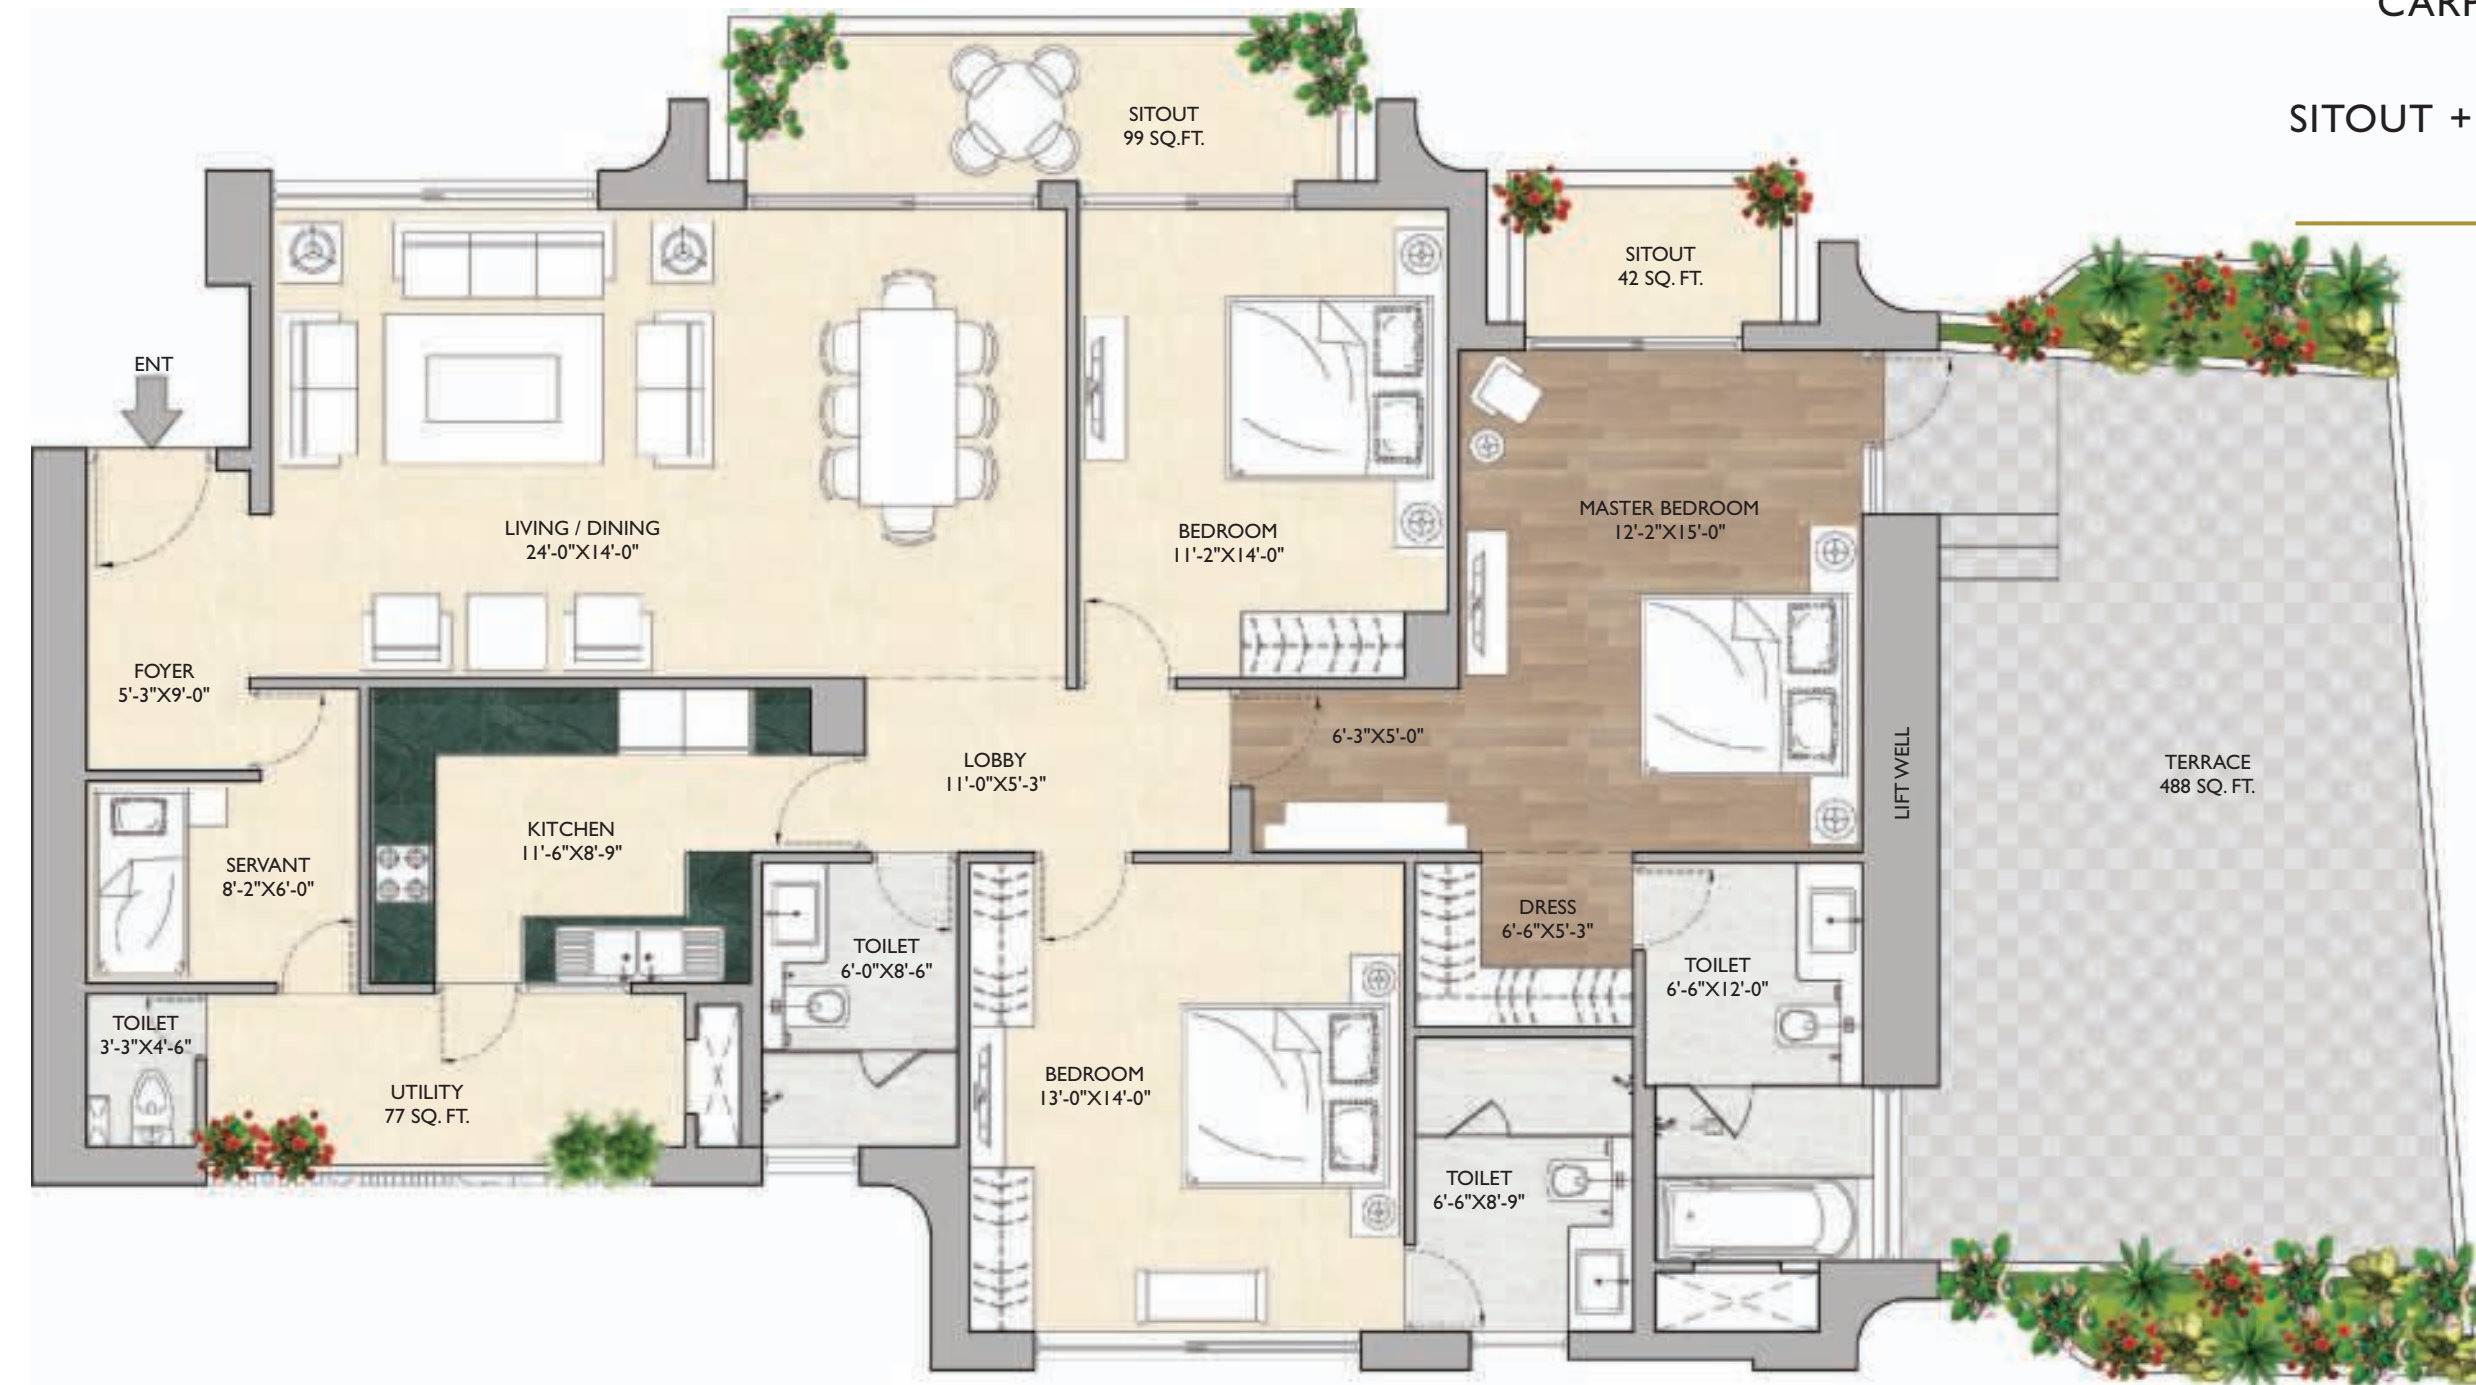 SITOUT +
SITOUT
99 SQ.FT.
SITOUT
42 SQ. FT.
ENT
LIVING / DINING
24'-0"X14'-0"
BEDROOM
11'-2"X14'-0"
MASTER BEDROOM
12'-2"X15'-0"
FOYER
5'-3"X9'-0"
6'-3"X5'-0"
LOBBY
11'-0"X5'-3"
LIFT WELL
TERRACE
488 SQ. FT.
KITCHEN
11'-6"X8'-9"
SERVANT
8'-2"X6'-0"
DRESS
6'-6"X5'-3"
TOILET
6'-0"X8'-6"
TOILET
6'-6"X12'-0"
TOILET
3'-3"X4'-6"
UTILITY
77 SQ. FT.
BEDROOM
13'-0"X14'-0"
TOILET
6'-6"X8'-9"